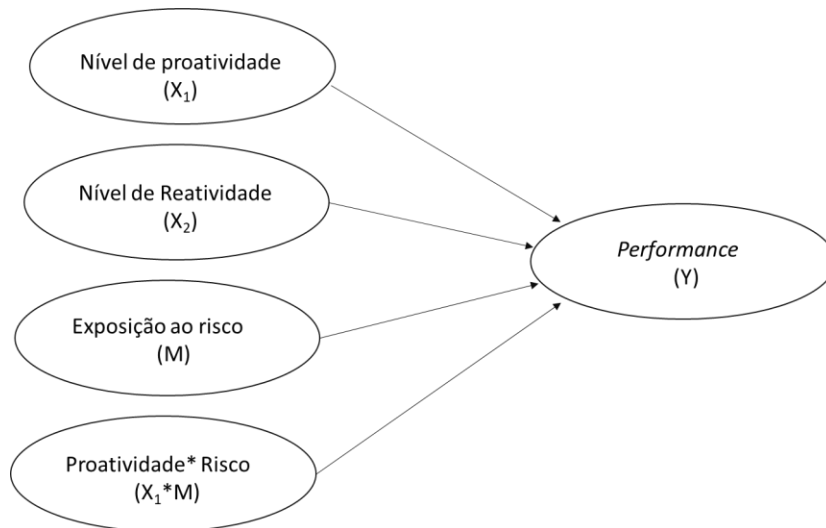 Nível de proatividade
(X₁)
Nível de Reatividade
(X₂)
Performance
(Y)
Exposição ao risco
(M)
Proatividade* Risco
(X₁*M)